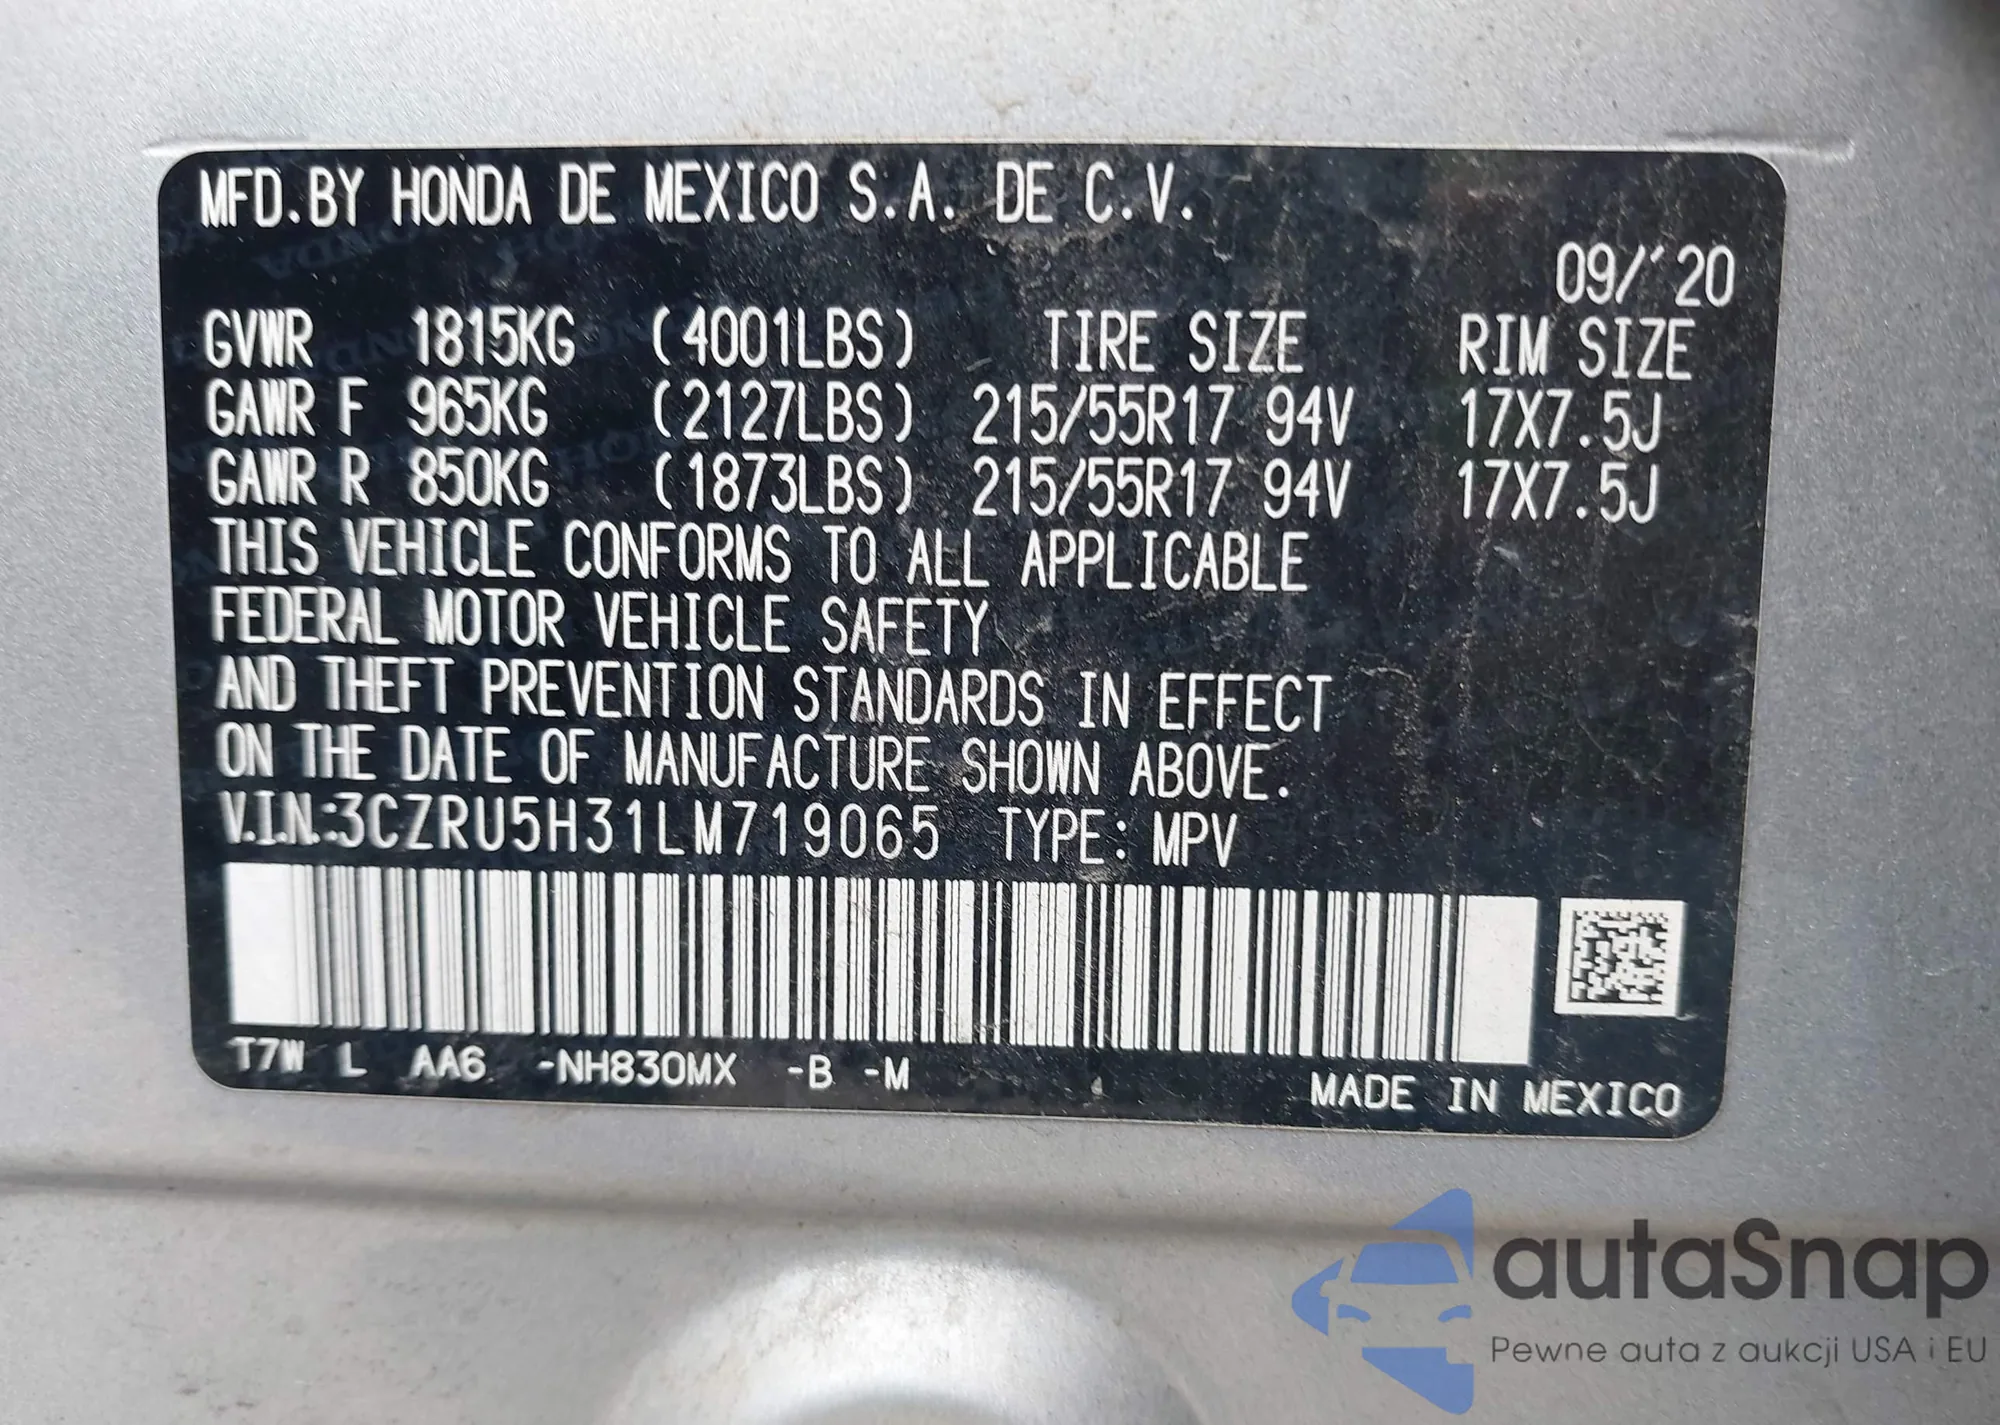 MFD.BY HONDA DE MEXICO S.A. DE C.V.
09/'20
GVWR 1815KG (4001LBS) TIRE SIZE RIM SIZE
GAWR F 965KG (2127LBS) 215/55R17 94V 17X7.5J
GAWR R 850KG (1873LBS) 215/55R17 94V 17X7.5J
THIS VEHICLE CONFORMS TO ALL APPLICABLE
FEDERAL MOTOR VEHICLE SAFETY
AND THEFT PREVENTION STANDARDS IN EFFECT
ON THE DATE OF MANUFACTURE SHOWN ABOVE.
V.I.N.:3CZRU5H31LM719065 TYPE: MPV
T7W L AA6 -NH830MX -B -M
MADE IN MEXICO
autaSnap
Pewne auta z aukcji USA i EU